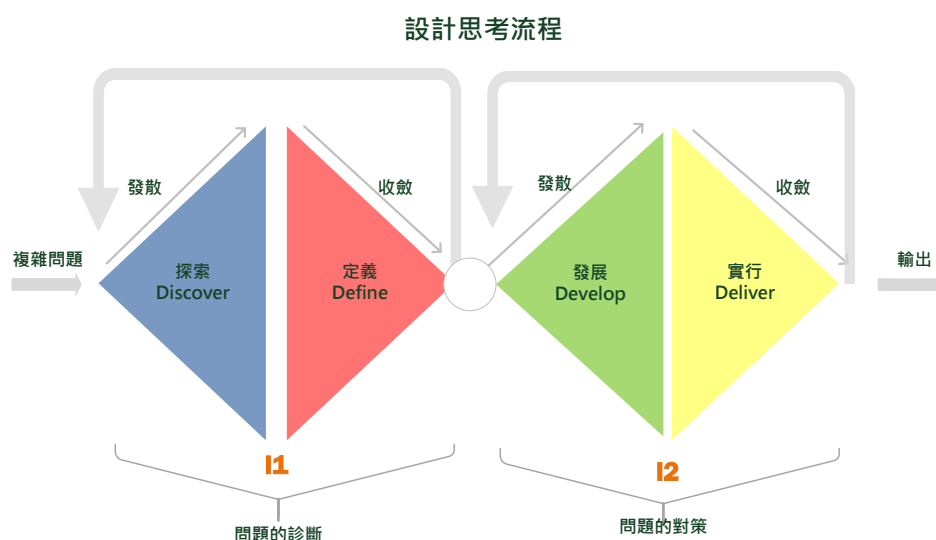 設計思考流程
發散
收斂
發散
收斂
複雜問題
探索
Discover
定義
Define
發展
Develop
實行
Deliver
輸出
I1
I2
問題的診斷
問題的對策